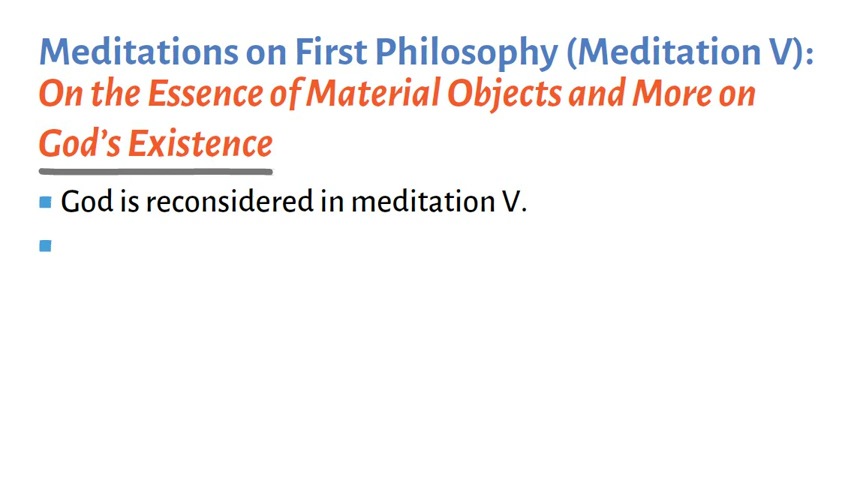 Meditations on First Philosophy (Meditation V):
On the Essence of Material Objects and More on
God's Existence
God is reconsidered in meditation V.